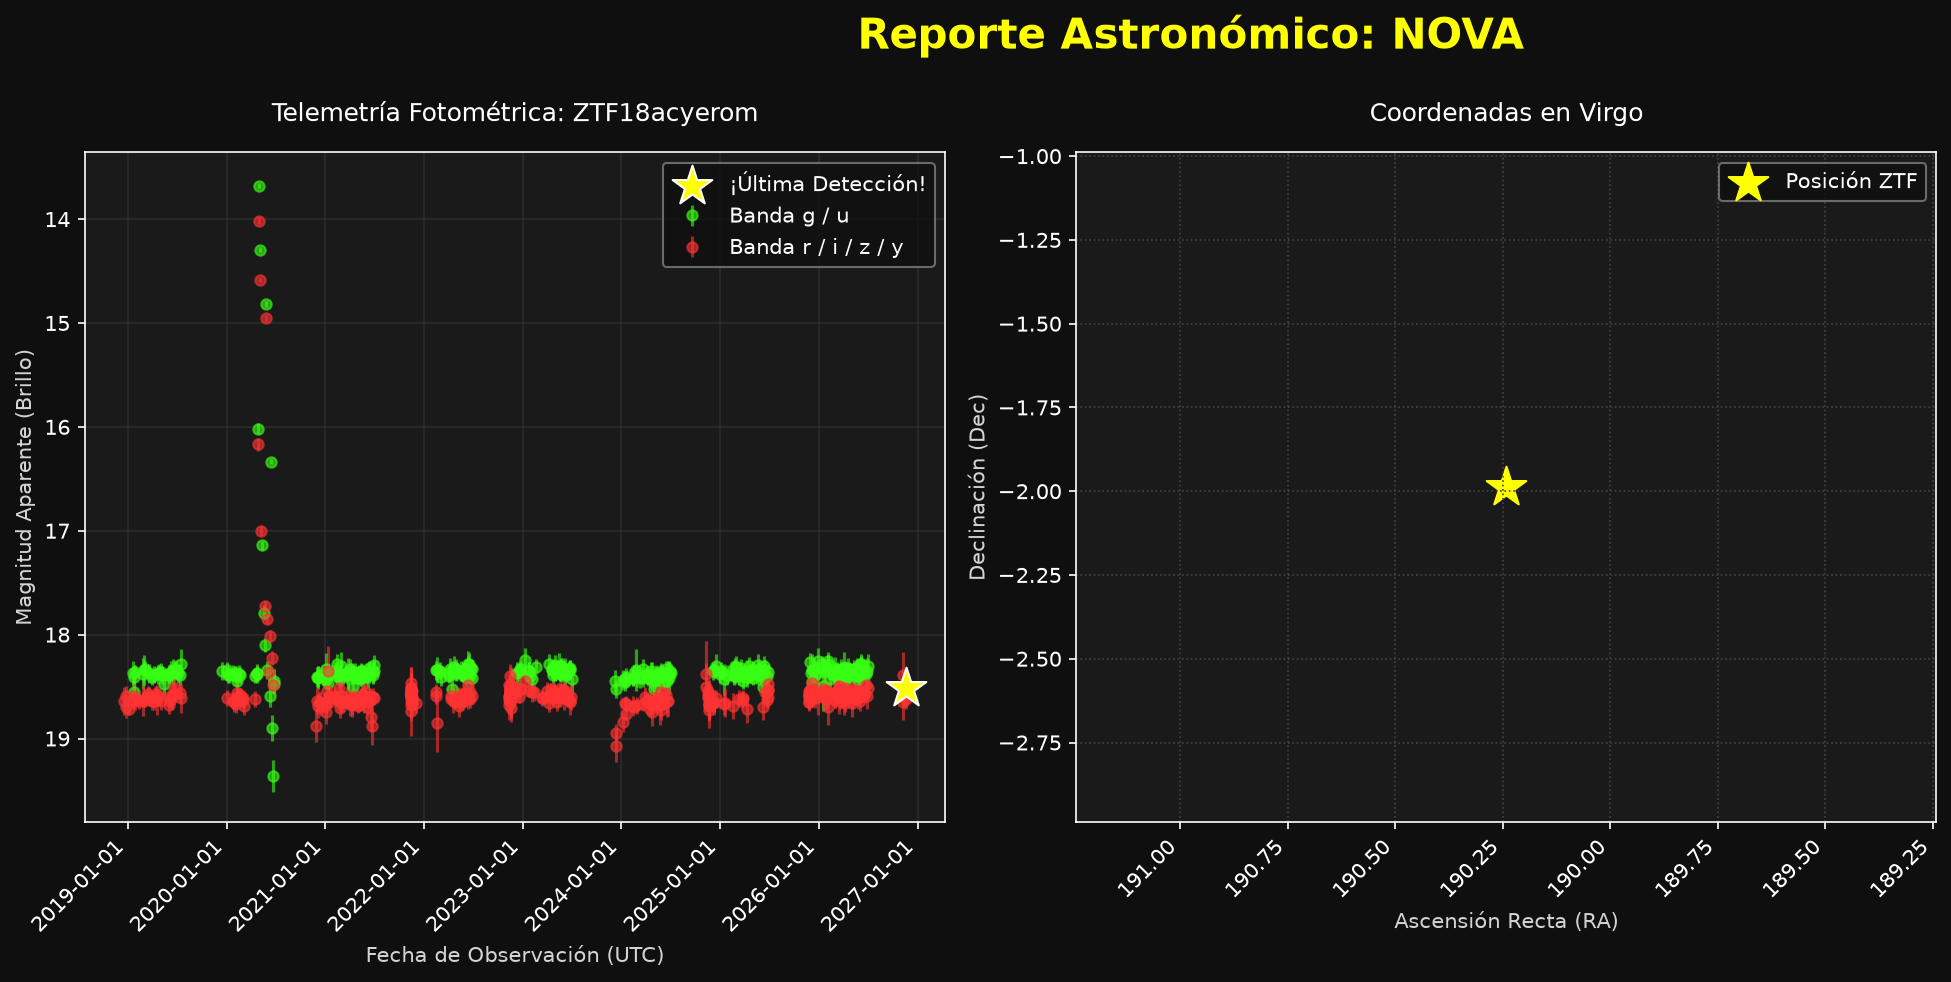 Reporte Astronómico: NOVA
Telemetría Fotométrica: ZTF18acyerom
¡Última Detección!
Banda g / u
Banda r / i / z / y
Magnitud Aparente (Brillo)
14
15
16
17
18
19
2019-01-01
2020-01-01
2021-01-01
2022-01-01
2023-01-01
2024-01-01
2025-01-01
2026-01-01
2027-01-01
Fecha de Observación (UTC)
Coordenadas en Virgo
Posición ZTF
Declinación (Dec)
−1.00
−1.25
−1.50
−1.75
−2.00
−2.25
−2.50
−2.75
191.00
190.75
190.50
190.25
190.00
189.75
189.50
189.25
Ascensión Recta (RA)